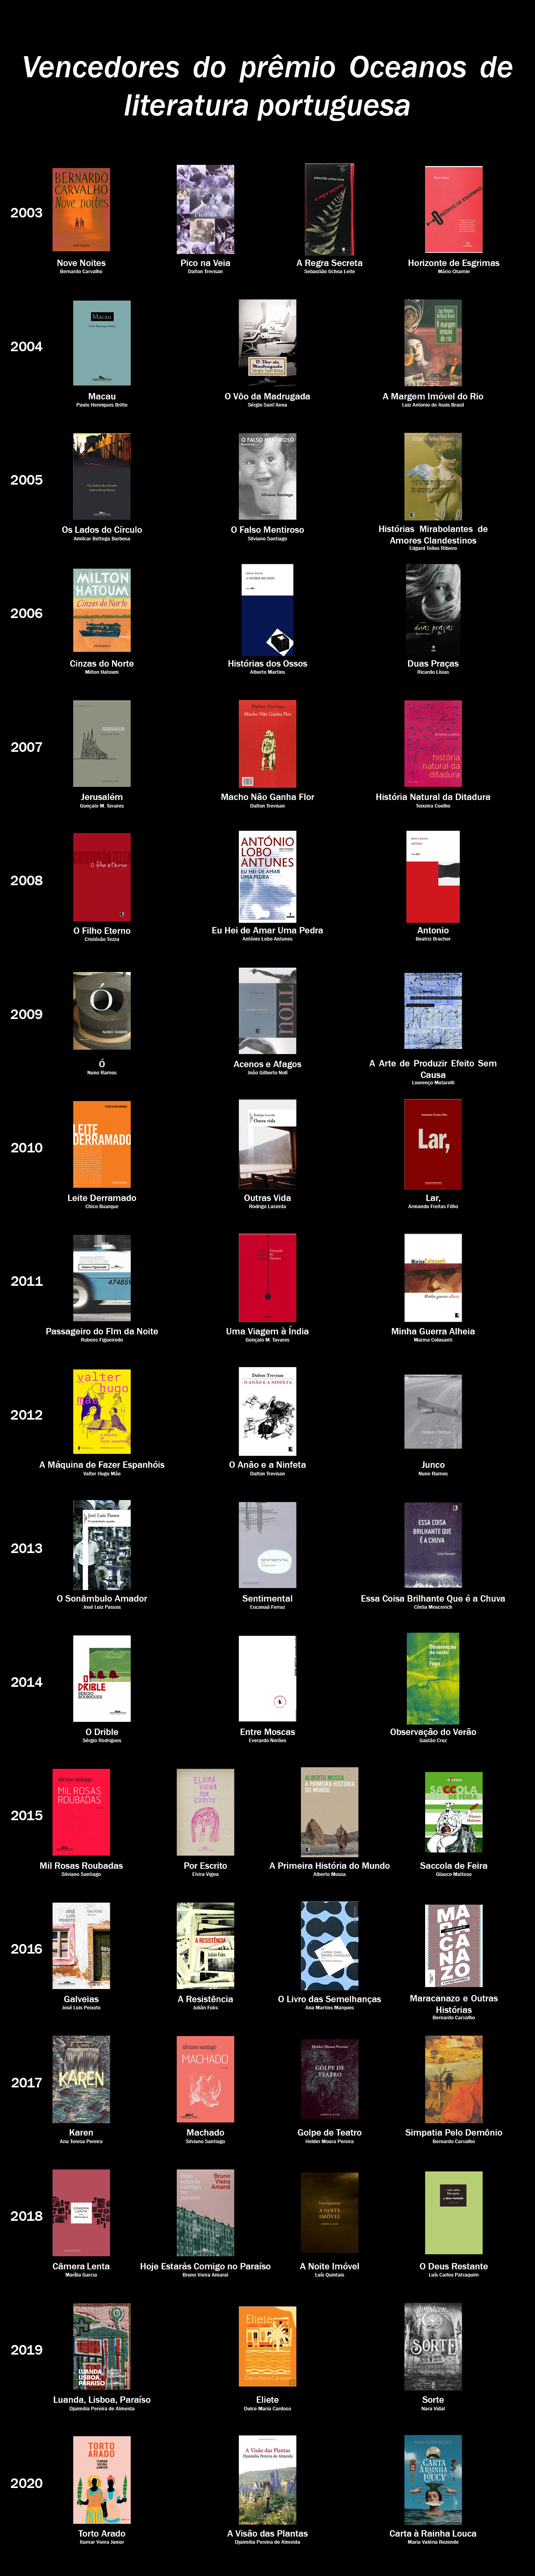 Vencedores do prêmio Oceanos de
literatura portuguesa
2003
Nove Noites
Bernardo Carvalho
Pico na Veia
Dalton Trevisan
A Regra Secreta
Sebastião Uchoa Leite
Horizonte de Esgrimas
Mário Chamie
2004
Macau
Paulo Henriques Britto
O Vôo da Madrugada
Sérgio Sant'Anna
A Margem Imóvel do Rio
Luiz Antonio de Assis Brasil
2005
Os Lados do Círculo
Amilcar Bettega Barbosa
O Falso Mentiroso
Silviano Santiago
Histórias Mirabolantes de
Amores Clandestinos
Edgard Telles Ribeiro
2006
Cinzas do Norte
Milton Hatoum
Histórias dos Ossos
Alberto Martins
Duas Praças
Ricardo Lísias
2007
Jerusalém
Gonçalo M. Tavares
Macho Não Ganha Flor
Dalton Trevisan
História Natural da Ditadura
Teixeira Coelho
2008
O Filho Eterno
Cristóvão Tezza
Eu Hei de Amar Uma Pedra
António Lobo Antunes
Antonio
Beatriz Bracher
2009
Ó
Nuno Ramos
Acenos e Afagos
João Gilberto Noll
A Arte de Produzir Efeito Sem
Causa
Lourenço Mutarelli
2010
Leite Derramado
Chico Buarque
Outras Vida
Rodrigo Lacerda
Lar,
Armando Freitas Filho
2011
Passageiro do FIm da Noite
Rubens Figueiredo
Uma Viagem à Índia
Gonçalo M. Tavares
Minha Guerra Alheia
Marina Colasanti
2012
A Máquina de Fazer Espanhóis
Valter Hugo Mãe
O Anão e a Ninfeta
Dalton Trevisan
Junco
Nuno Ramos
2013
O Sonâmbulo Amador
José Luiz Passos
Sentimental
Eucanaã Ferraz
Essa Coisa Brilhante Que é a Chuva
Cíntia Moscovich
2014
O Drible
Sérgio Rodrigues
Entre Moscas
Everardo Norões
Observação do Verão
Gastão Cruz
2015
Mil Rosas Roubadas
Silviano Santiago
Por Escrito
Elvira Vigna
A Primeira História do Mundo
Alberto Mussa
Saccola de Feira
Glauco Mattoso
2016
Galveias
José Luís Peixoto
A Resistência
Julián Fuks
O Livro das Semelhanças
Ana Martins Marques
Maracanazo e Outras
Histórias
Bernardo Carvalho
2017
Karen
Ana Teresa Pereira
Machado
Silviano Santiago
Golpe de Teatro
Helder Moura Pereira
Simpatia Pelo Demônio
Bernardo Carvalho
2018
Câmera Lenta
Marília Garcia
Hoje Estarás Comigo no Paraíso
Bruno Vieira Amaral
A Noite Imóvel
Luís Quintais
O Deus Restante
Luís Carlos Patraquim
2019
Luanda, Lisboa, Paraíso
Djaimilia Pereira de Almeida
Eliete
Dulce Maria Cardoso
Sorte
Nara Vidal
2020
Torto Arado
Itamar Vieira Junior
A Visão das Plantas
Djaimilia Pereira de Almeida
Carta à Rainha Louca
Maria Valéria Rezende